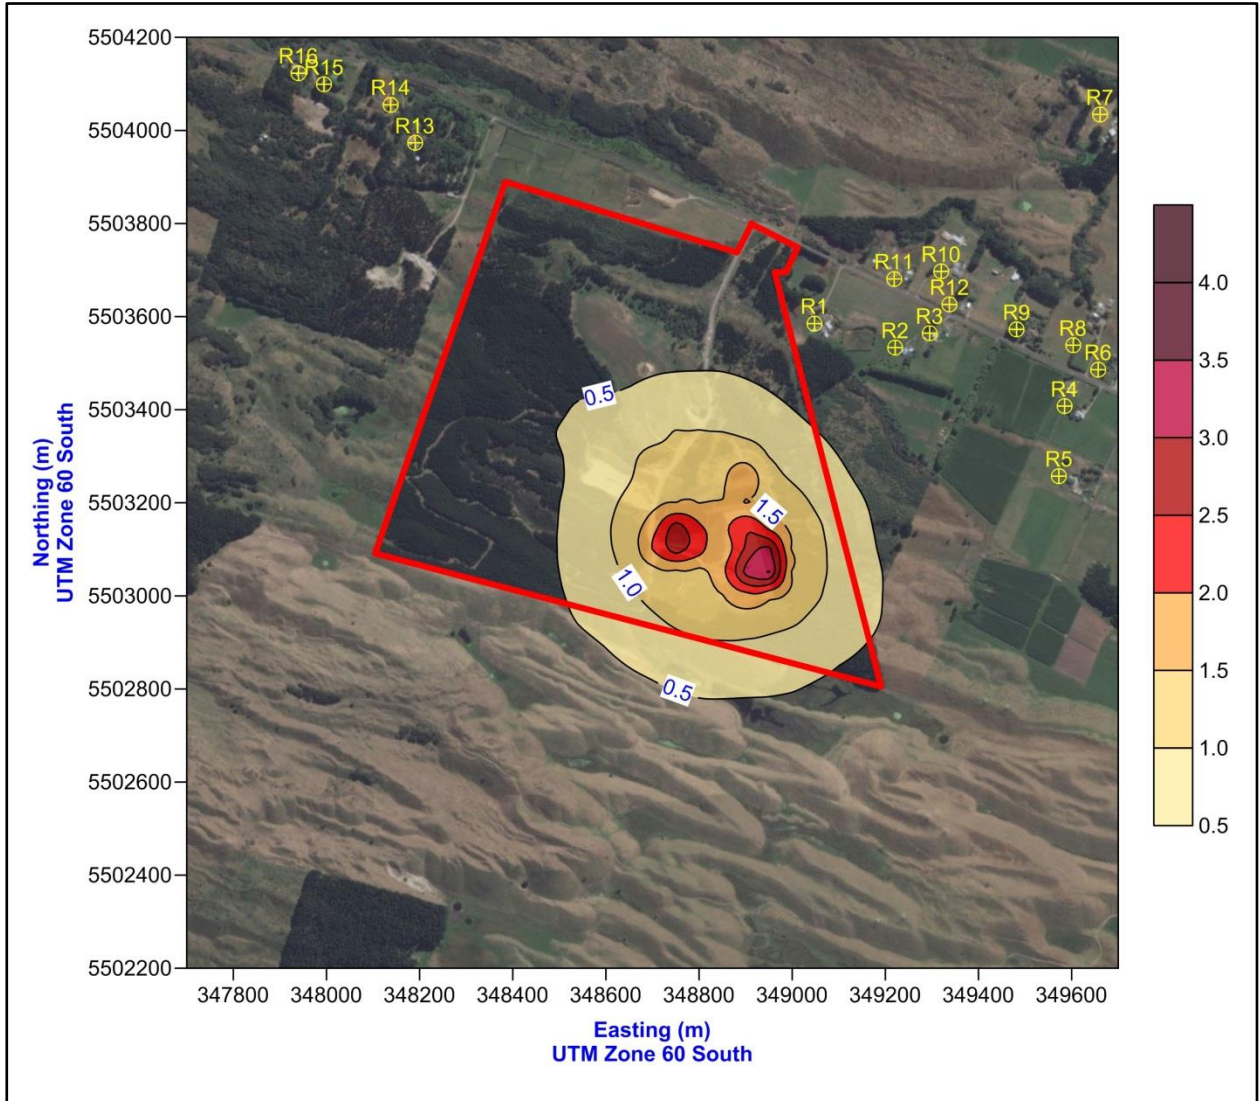 5504200
5504000
5503800
5503600
5503400
5503200
5503000
5502800
5502600
5502400
5502200
Northing (m)
UTM Zone 60 South
R16
R15
R14
R13
R7
R11
R10
R12
R1
R3
R2
R9
R8
R6
R4
R5
0.5
1.5
1.0
0.5
4.0
3.5
3.0
2.5
2.0
1.5
1.0
0.5
347800 348000 348200 348400 348600 348800 349000 349200 349400 349600
Easting (m)
UTM Zone 60 South